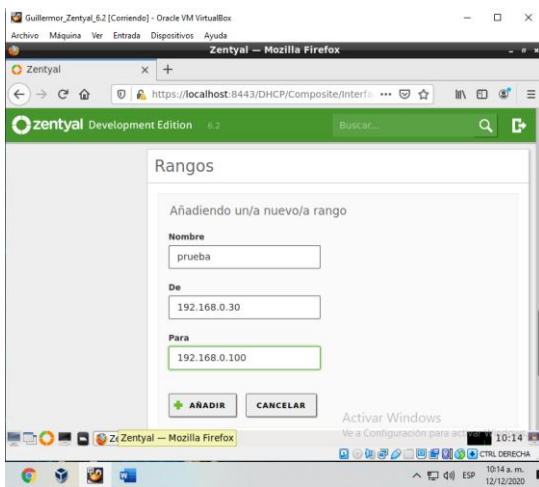 Guillermor_Zentyal_6.2 [Corriendo] - Oracle VM VirtualBox
Archivo Máquina Ver Entrada Dispositivos Ayuda
Zentyal — Mozilla Firefox
Zentyal
https://localhost:8443/DHCP/Composite/Interfa
zentyal Development Edition 6.2
Buscar...
Rangos
Añadiendo un/a nuevo/a rango
Nombre
prueba
De
192.168.0.30
Para
192.168.0.100
AÑADIR
CANCELAR
Activar Windows
Ve a Configuración para activar Windows.
Zentyal — Mozilla Firefox
10:14
CTRL DERECHA
ESP
10:14 a. m.
12/12/2020